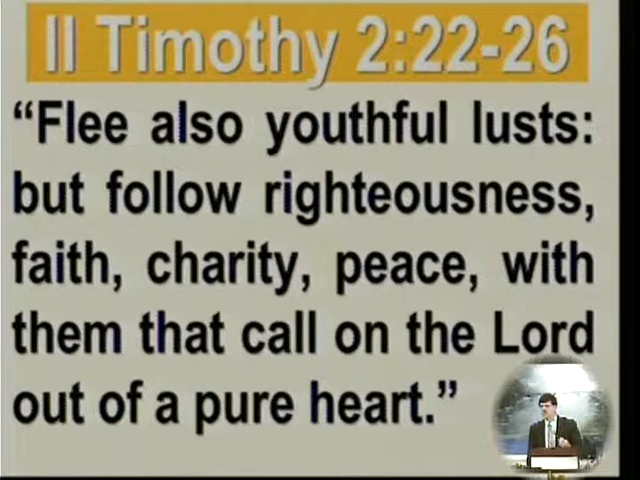 II Timothy 2:22-26
“Flee also youthful lusts:
but follow righteousness,
faith, charity, peace, with
them that call on the Lord
out of a pure heart.”